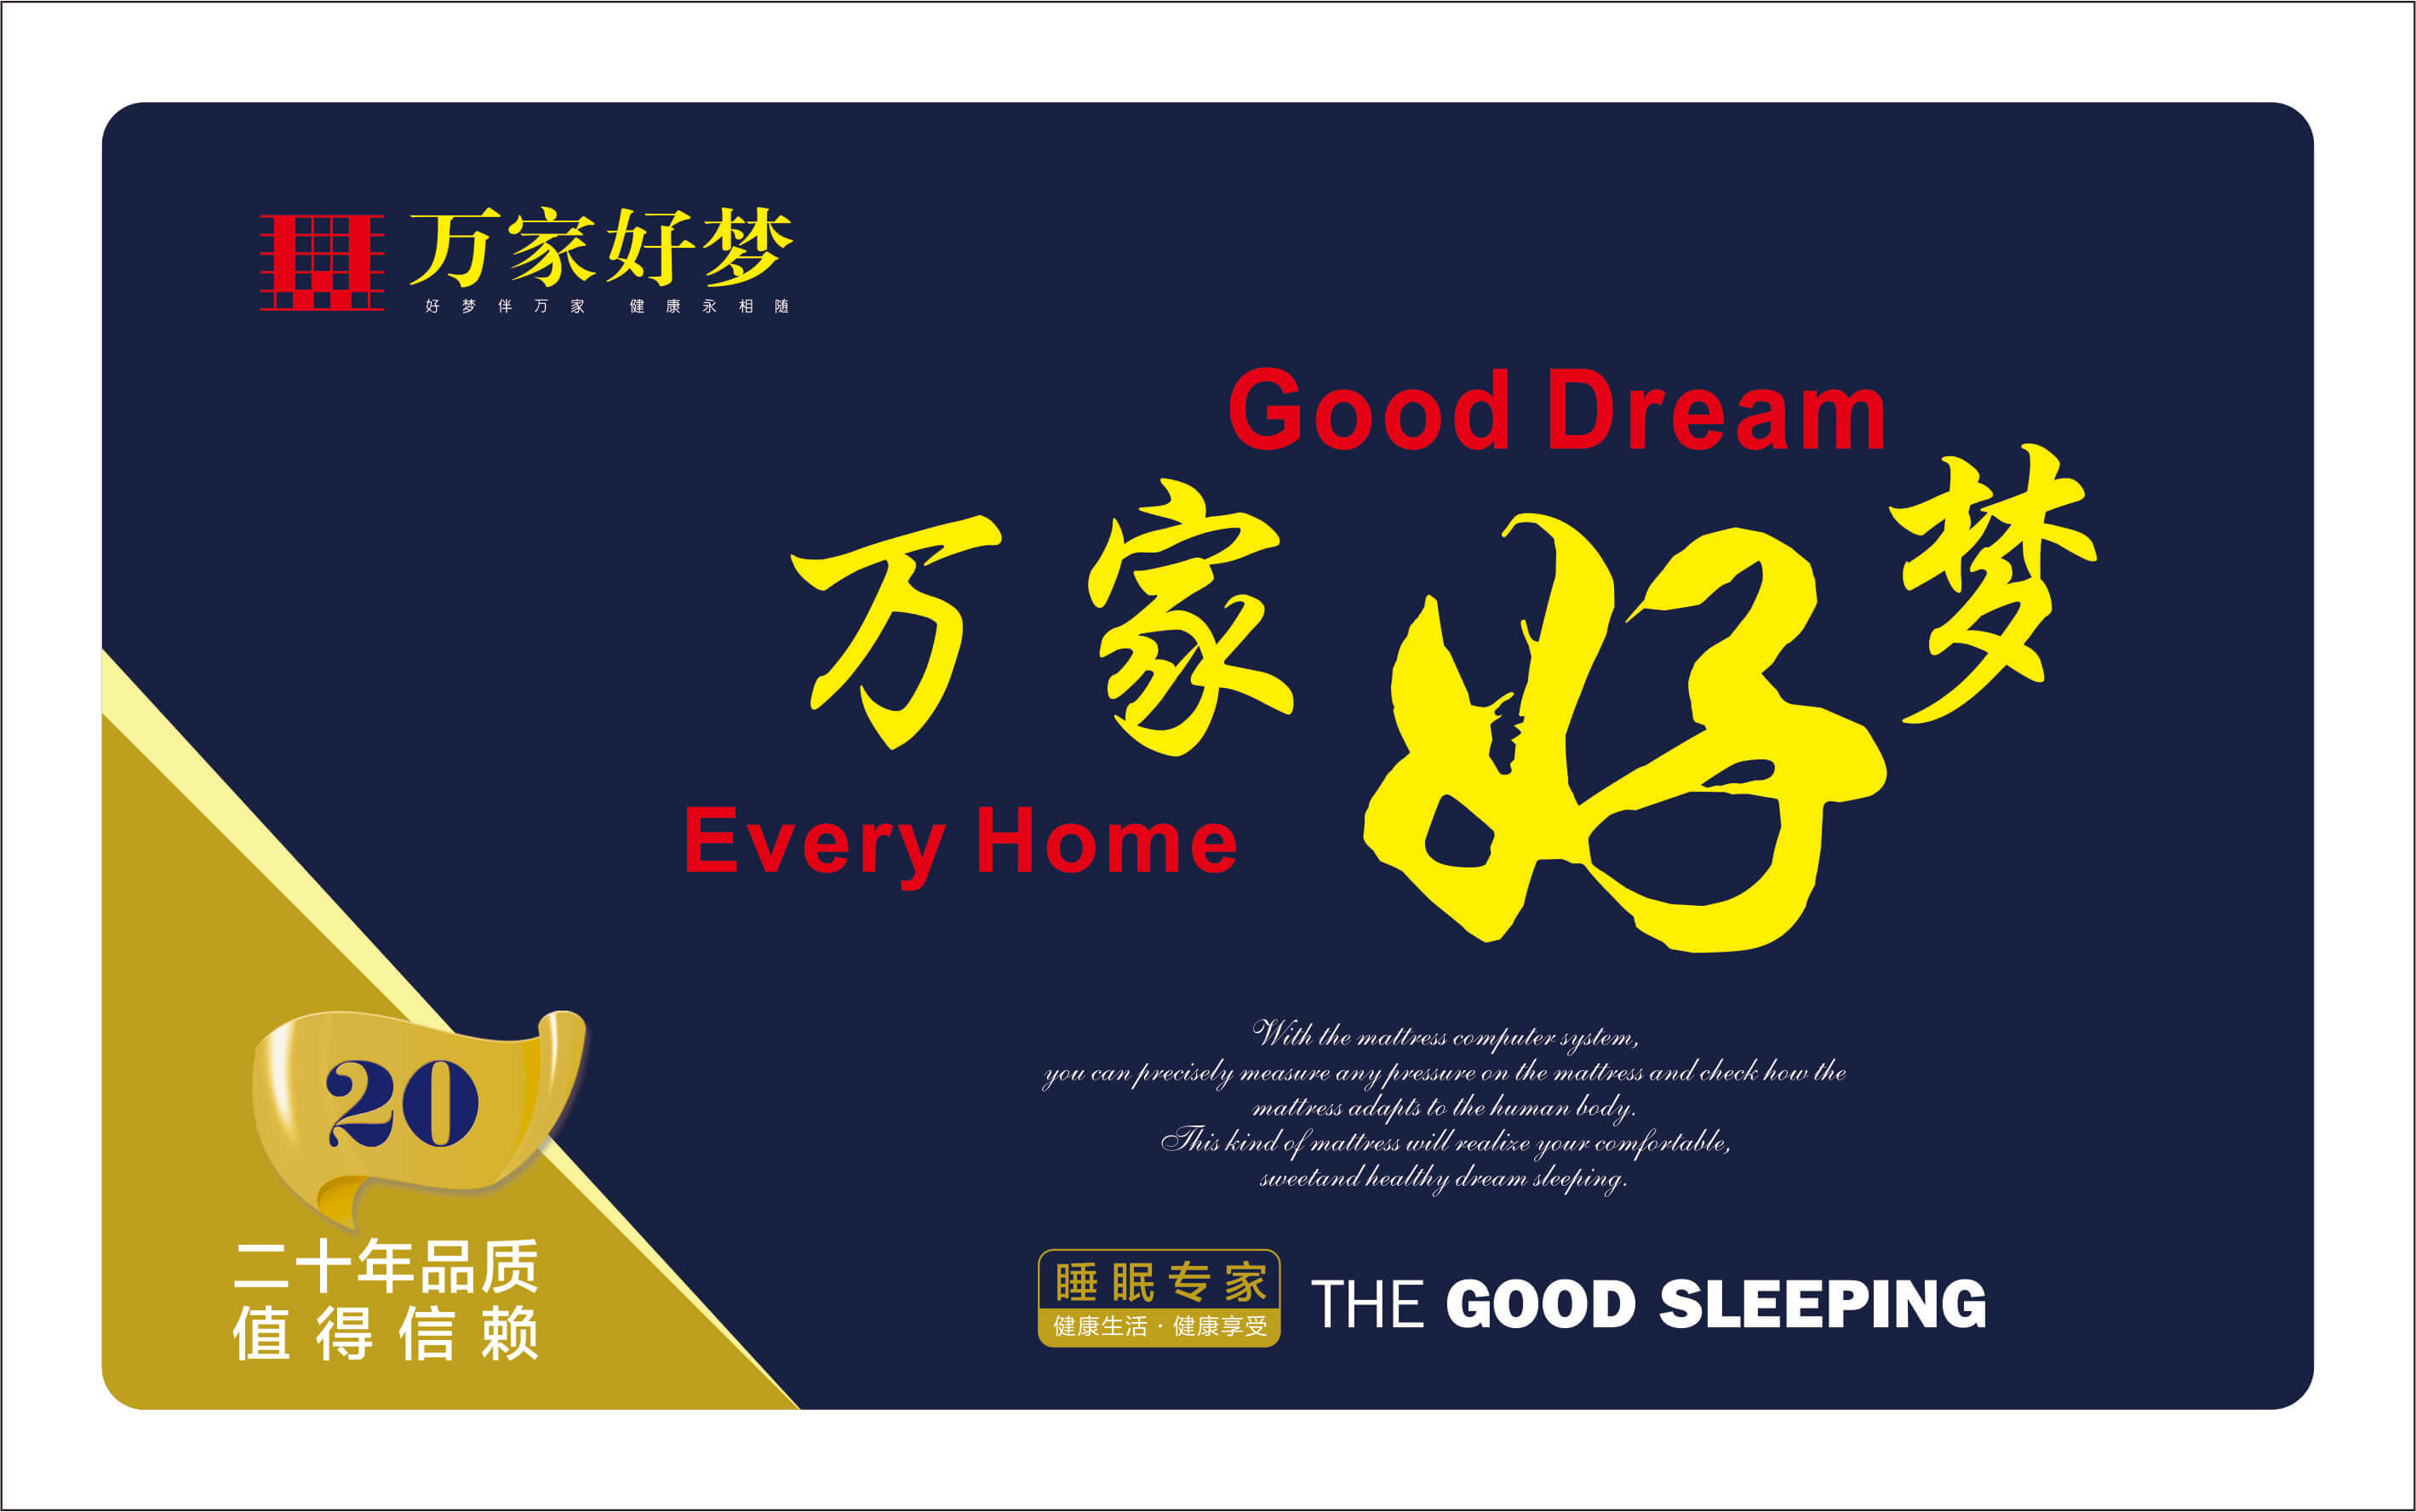 万家好梦
好梦伴万家 健康永相随
Good Dream
万家好梦
Every Home
With the mattress computer system,
you can precisely measure any pressure on the mattress and check how the
mattress adapts to the human body.
This kind of mattress will realize your comfortable,
sweetand healthy dream sleeping.
20
二十年品质
值得信赖
睡眠专家
健康生活·健康享受
THE GOOD SLEEPING